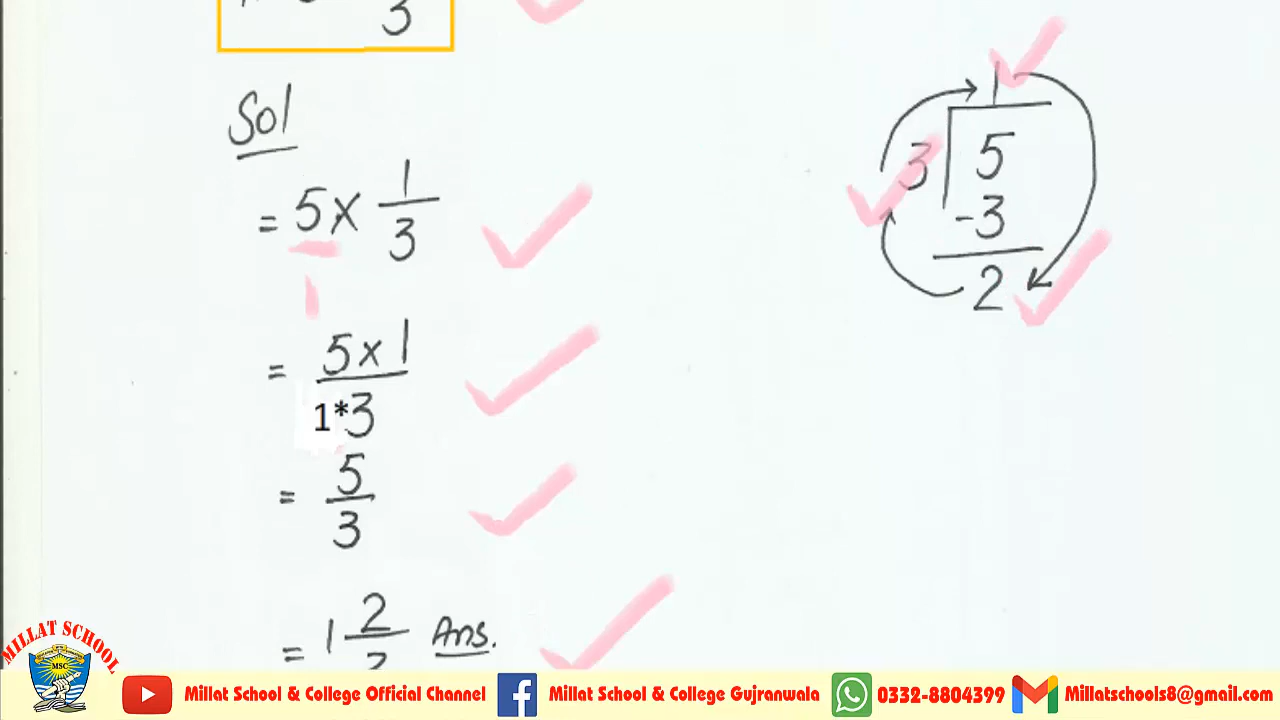 3
Sol
= 5 × 1/3
1
= 5 × 1 / 1*3
= 5/3
= 1 2/3 Ans.
1
3 5
-3
2
MILLAT SCHOOL
MSC
Millat School & College Official Channel
Millat School & College Gujranwala
0332-8804399
Millatschools8@gmail.com